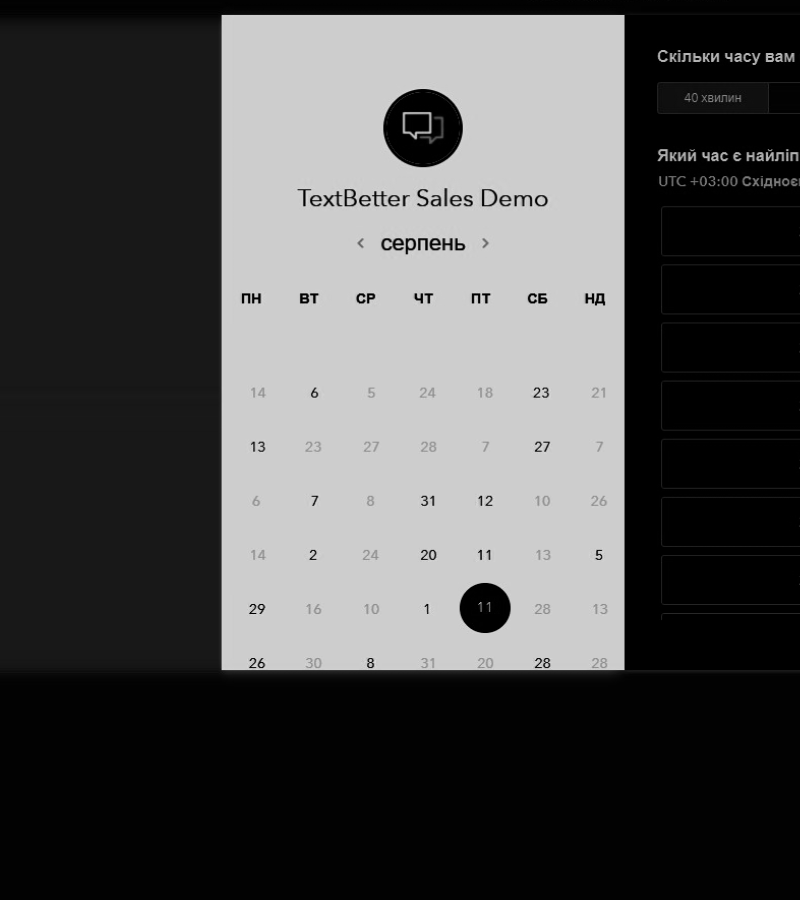 TextBetter Sales Demo
серпень
ПН ВТ СР ЧТ ПТ СБ НД
14 6 5 24 18 23 21
13 23 27 28 7 27 7
6 7 8 31 12 10 26
14 2 24 20 11 13 5
29 16 10 1 11 28 13
26 30 8 31 20 28 28
Скільки часу вам
40 хвилин
Який час є найліп
UTC +03:00 Східноє